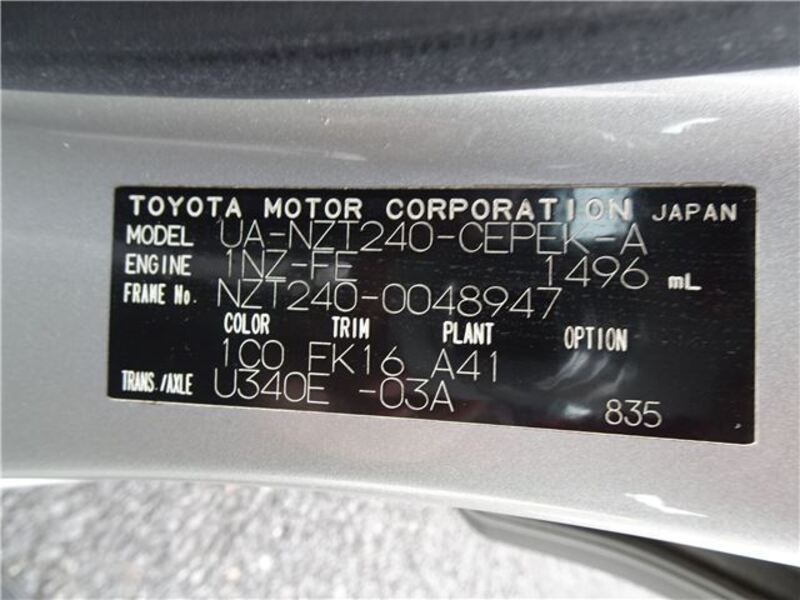 TOYOTA MOTOR CORPORATION JAPAN
MODEL UA-NZT240-CEPEK-A
ENGINE 1NZ-FE 1496 mL
FRAME No. NZT240-0048947
COLOR TRIM PLANT OPTION
1C0 FK16 A41
TRANS./AXLE U340E -03A
835